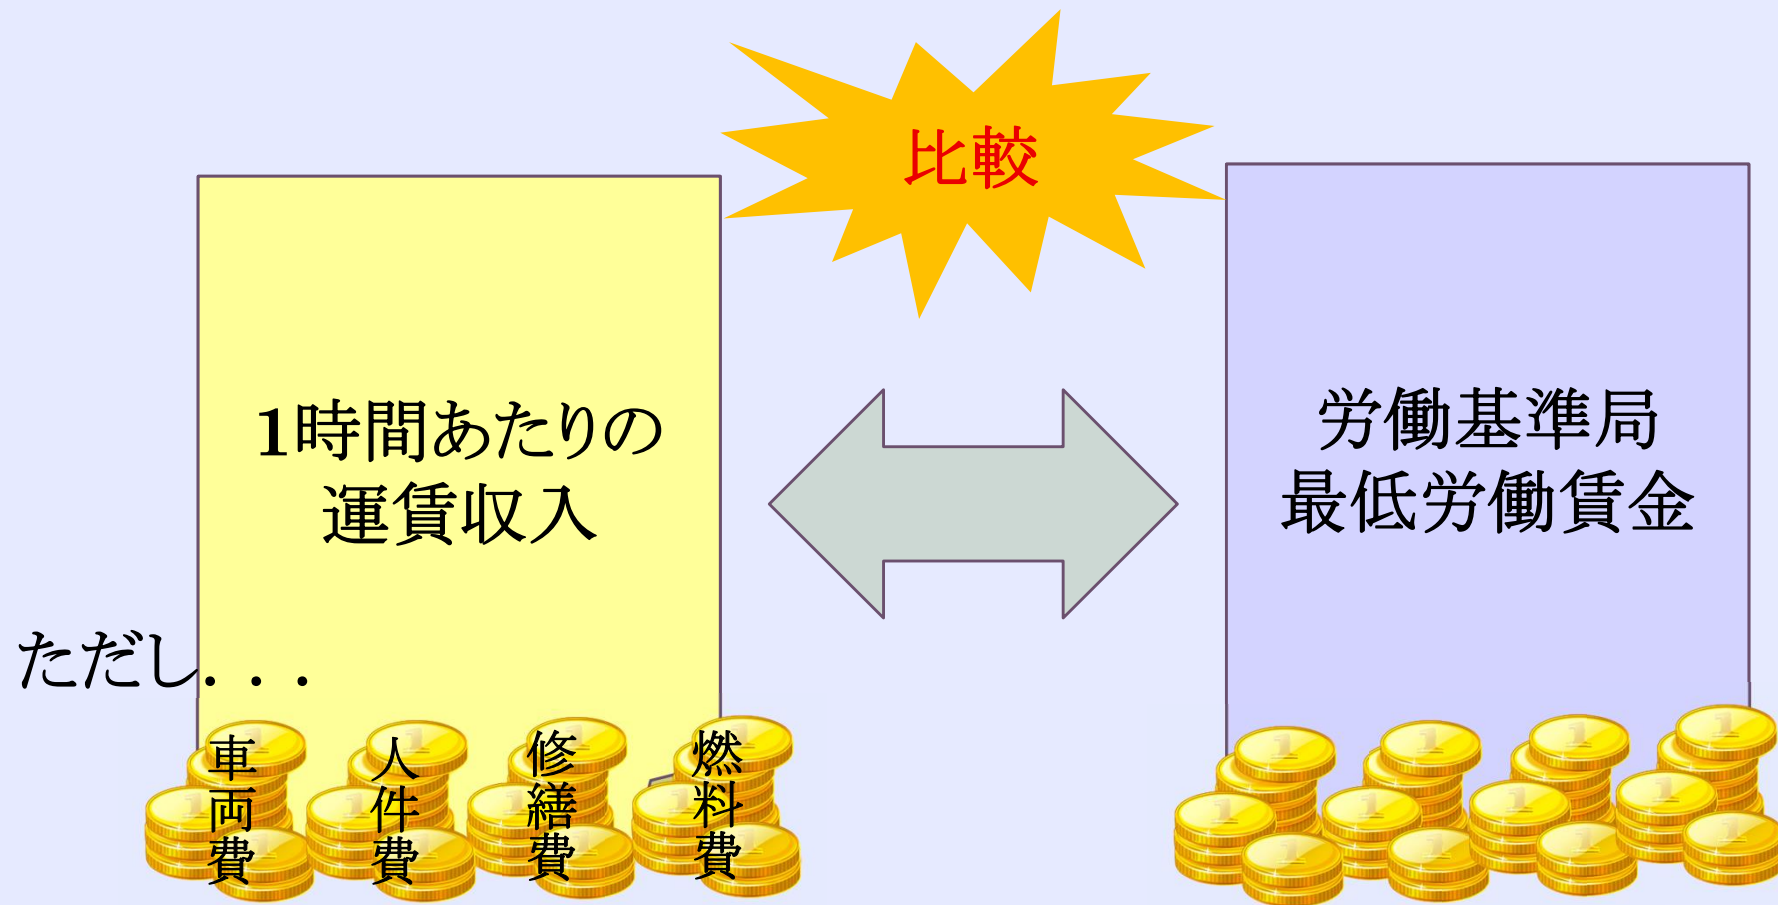 比較
1時間あたりの
運賃収入
労働基準局
最低労働賃金
ただし. . .
車両費
人件費
修繕費
燃料費